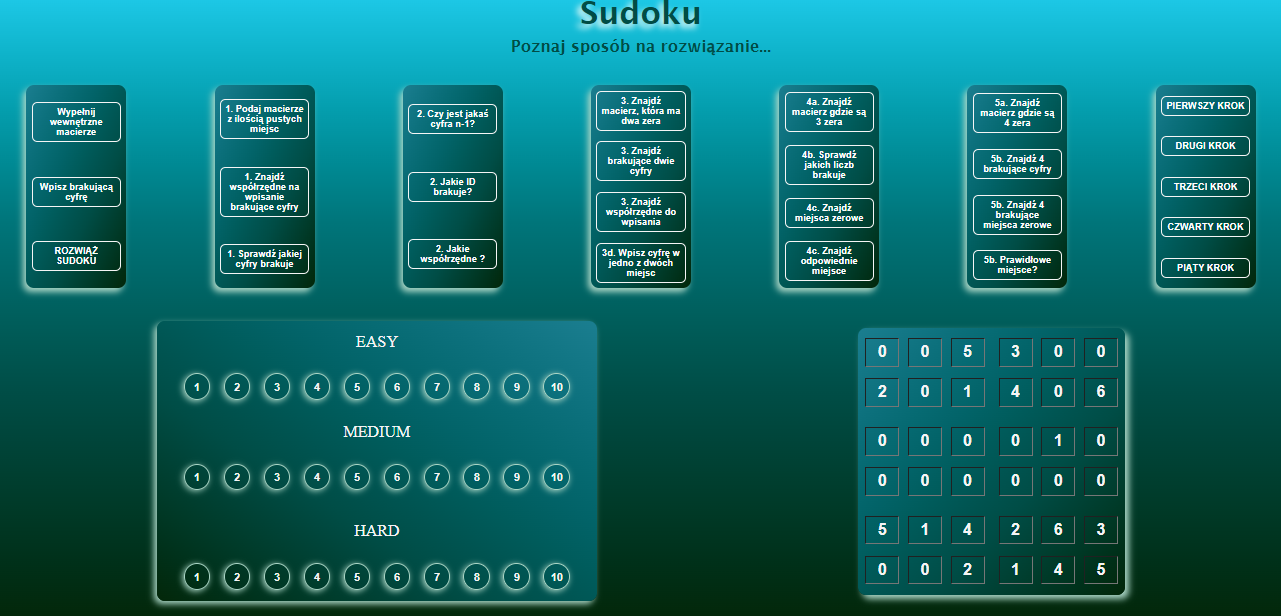 Sudoku
Poznaj sposób na rozwiązanie...
Wypełnij
wewnętrzne
macierze
Wpisz brakującą
cyfrę
ROZWIĄŻ
SUDOKU
1. Podaj macierze
z ilością pustych
miejsc
1. Znajdź
współrzędne na
wpisanie
brakujące cyfry
1. Sprawdź jakiej
cyfry brakuje
2. Czy jest jakaś
cyfra n-1?
2. Jakie ID
brakuje?
2. Jakie
współrzędne ?
3. Znajdź
macierz, która ma
dwa zera
3. Znajdź
brakujące dwie
cyfry
3. Znajdź
współrzędne do
wpisania
3d. Wpisz cyfrę w
jedno z dwóch
miejsc
4a. Znajdź
macierz gdzie są
3 zera
4b. Sprawdź
jakich liczb
brakuje
4c. Znajdź
miejsca zerowe
4c. Znajdź
odpowiednie
miejsce
5a. Znajdź
macierz gdzie są
4 zera
5b. Znajdź 4
brakujące cyfry
5b. Znajdź 4
brakujące
miejsca zerowe
5b. Prawidłowe
miejsce?
PIERWSZY KROK
DRUGI KROK
TRZECI KROK
CZWARTY KROK
PIĄTY KROK
EASY
1 2 3 4 5 6 7 8 9 10
MEDIUM
1 2 3 4 5 6 7 8 9 10
HARD
1 2 3 4 5 6 7 8 9 10
0 0 5 3 0 0
2 0 1 4 0 6
0 0 0 0 1 0
0 0 0 0 0 0
5 1 4 2 6 3
0 0 2 1 4 5